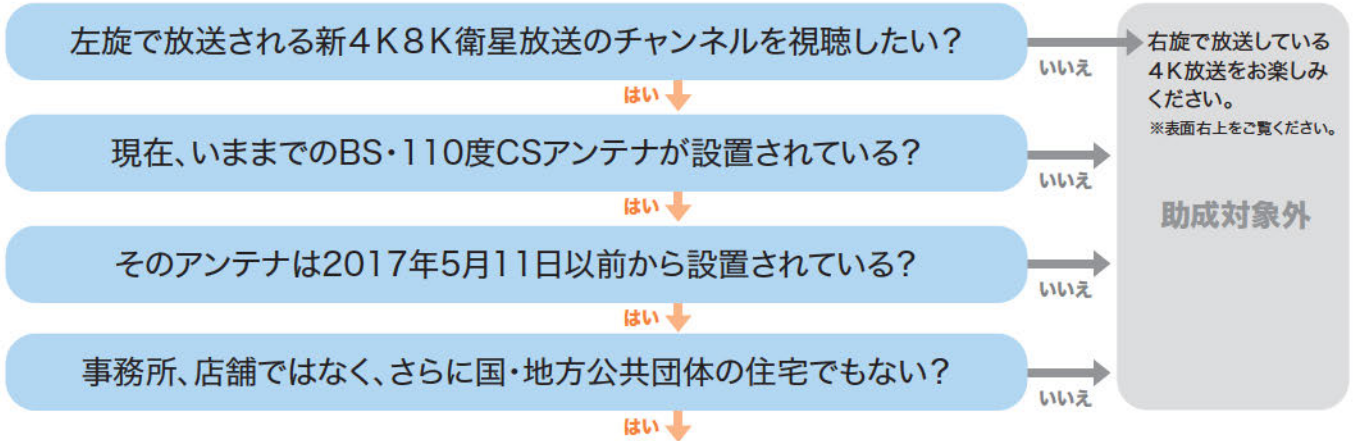 左旋で放送される新4K8K衛星放送のチャンネルを視聴したい?
いいえ
右旋で放送している
4K放送をお楽しみ
ください。
※表面右上をご覧ください。
はい
現在、いままでのBS・110度CSアンテナが設置されている?
いいえ
はい
助成対象外
そのアンテナは2017年5月11日以前から設置されている?
いいえ
はい
事務所、店舗ではなく、さらに国・地方公共団体の住宅でもない?
いいえ
はい